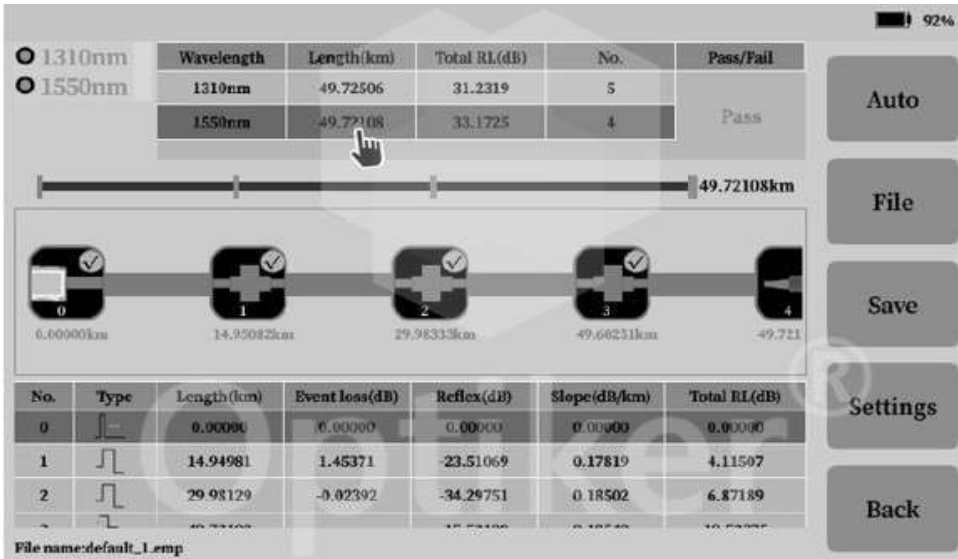 92%
1310nm
1550nm
Wavelength Length(km) Total RL(dB) No. Pass/Fail
1310nm 49.72506 31.2319 5
1550nm 49.72108 33.1725 4
Pass
49.72108km
0 1 2 3 4
0.00000km 14.95082km 29.98333km 49.60251km 49.721
No. Type Length(km) Event loss(dB) Reflex(dB) Slope(dB/km) Total RL(dB)
0 0.00000 0.00000 0.00000 0.00000 0.00000
1 14.94981 1.45371 -23.51069 0.17819 4.11507
2 29.98129 -0.02392 -34.29751 0.18502 6.87189
File name:default_1.emp
Auto
File
Save
Settings
Back
Optiker®